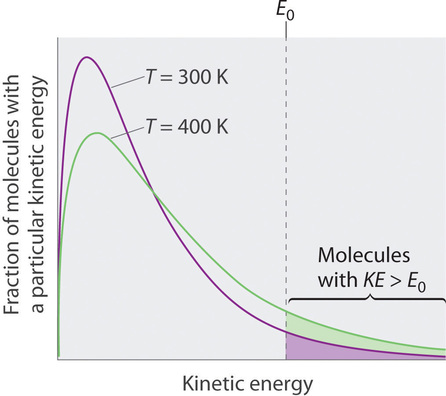 E₀
T = 300 K
T = 400 K
Fraction of molecules with
a particular kinetic energy
Molecules
with KE > E₀
Kinetic energy